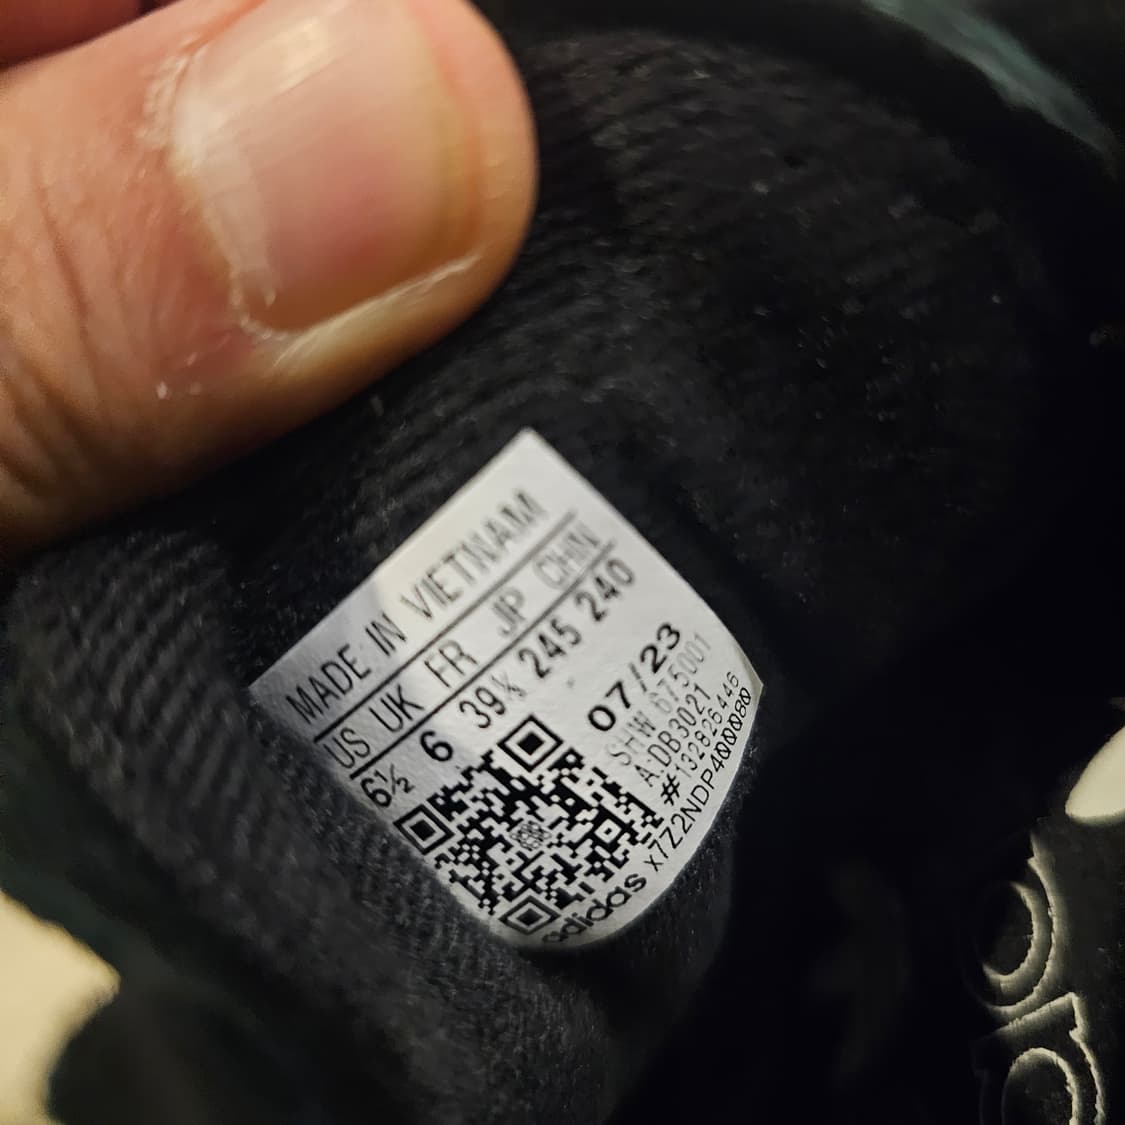 MADE IN VIETNAM
US UK FR JP CHN
6½ 6 39⅓ 245 240
07/23
SHW 675001
A:DB3021
#132826446
adidas x7Z2NDP400080